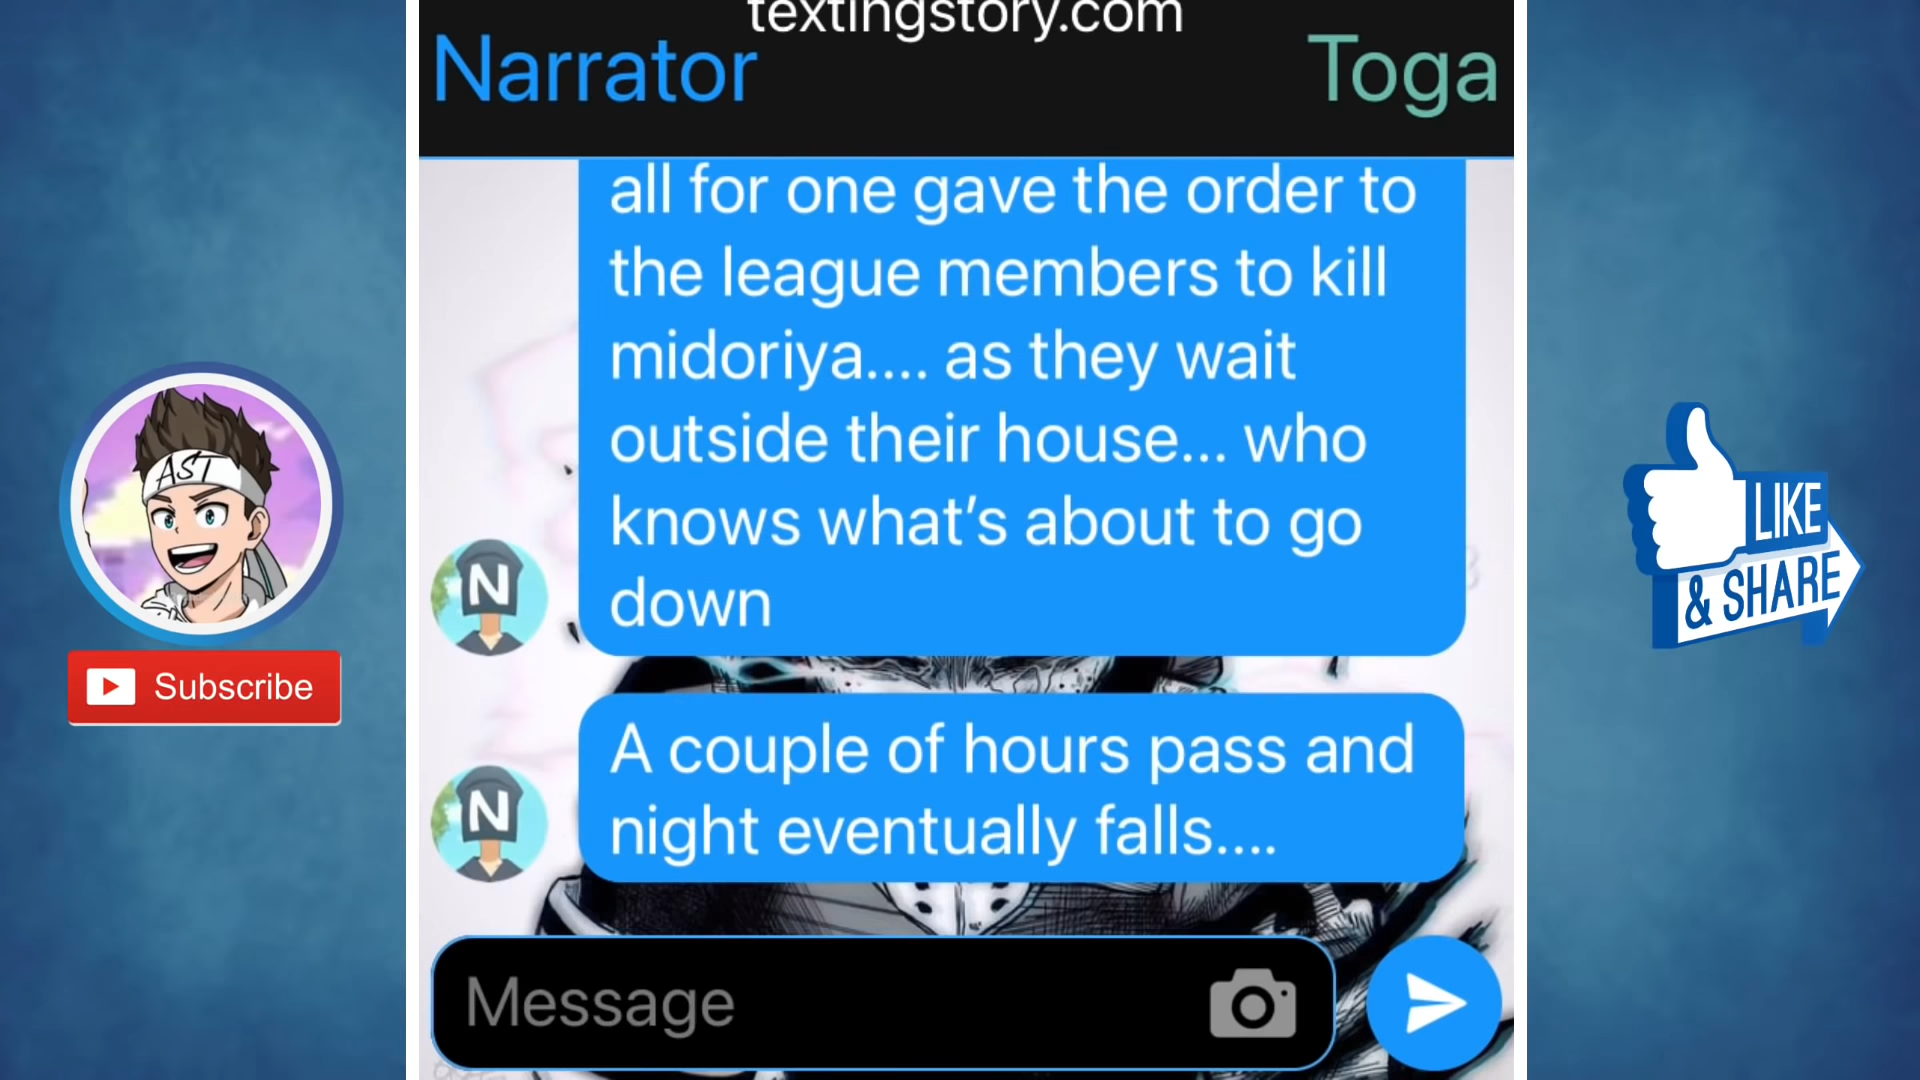 textingstory.com
Narrator
Toga
all for one gave the order to
the league members to kill
midoriya.... as they wait
outside their house... who
knows what’s about to go
down
N
A couple of hours pass and
night eventually falls....
N
Message
AST
Subscribe
LIKE
& SHARE